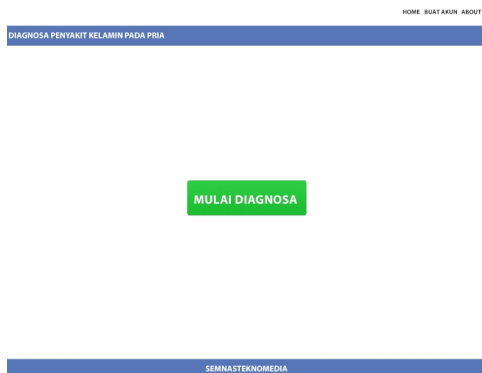 HOME BUAT AKUN ABOUT
DIAGNOSA PENYAKIT KELAMIN PADA PRIA
MULAI DIAGNOSA
SEMNASTEKNOMEDIA